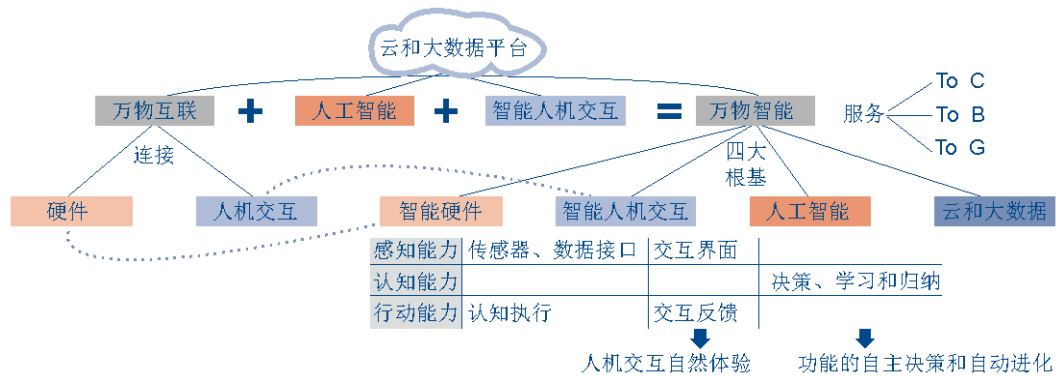 云和大数据平台
万物互联 + 人工智能 + 智能人机交互 = 万物智能
服务
To C
To B
To G
连接
四大
根基
硬件 人机交互 智能硬件 智能人机交互 人工智能 云和大数据
感知能力 传感器、数据接口 交互界面
认知能力 决策、学习和归纳
行动能力 认知执行 交互反馈
人机交互自然体验 功能的自主决策和自动进化